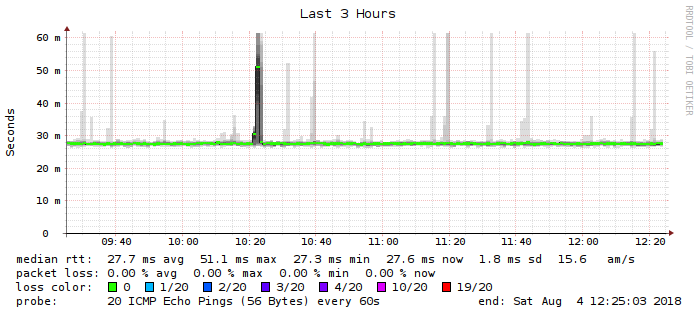 Last 3 Hours
RRDTOOL / TOBI OETIKER
Seconds
60 m
50 m
40 m
30 m
20 m
10 m
0
09:40 10:00 10:20 10:40 11:00 11:20 11:40 12:00 12:20
median rtt: 27.7 ms avg 51.1 ms max 27.3 ms min 27.6 ms now 1.8 ms sd 15.6 am/s
packet loss: 0.00 % avg 0.00 % max 0.00 % min 0.00 % now
loss color: 0 1/20 2/20 3/20 4/20 10/20 19/20
probe: 20 ICMP Echo Pings (56 Bytes) every 60s end: Sat Aug 4 12:25:03 2018